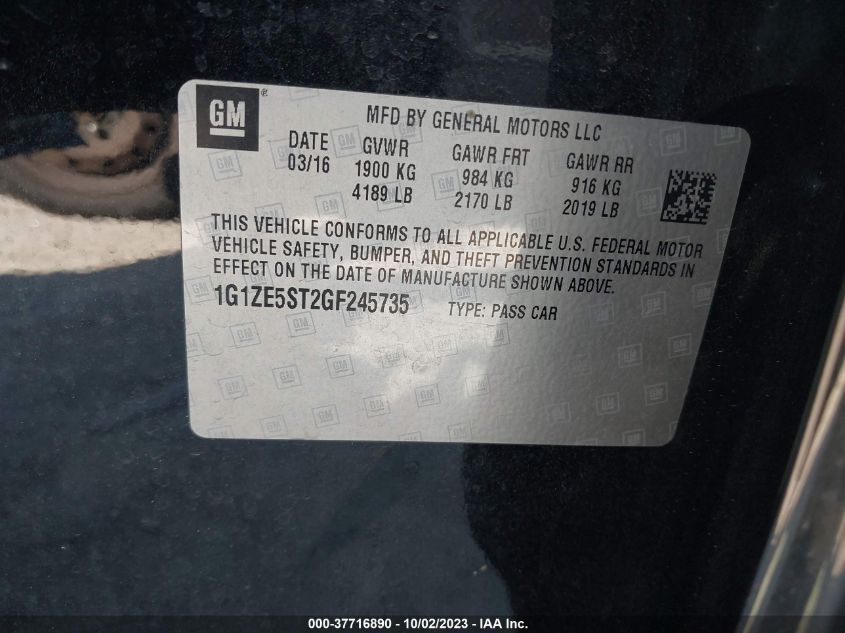 GM
®
MFD BY GENERAL MOTORS LLC
DATE GVWR GAWR FRT GAWR RR
03/16 1900 KG 984 KG 916 KG
4189 LB 2170 LB 2019 LB
THIS VEHICLE CONFORMS TO ALL APPLICABLE U.S. FEDERAL MOTOR
VEHICLE SAFETY, BUMPER, AND THEFT PREVENTION STANDARDS IN
EFFECT ON THE DATE OF MANUFACTURE SHOWN ABOVE.
1G1ZE5ST2GF245735 TYPE: PASS CAR
000-37716890 - 10/02/2023 - IAA Inc.